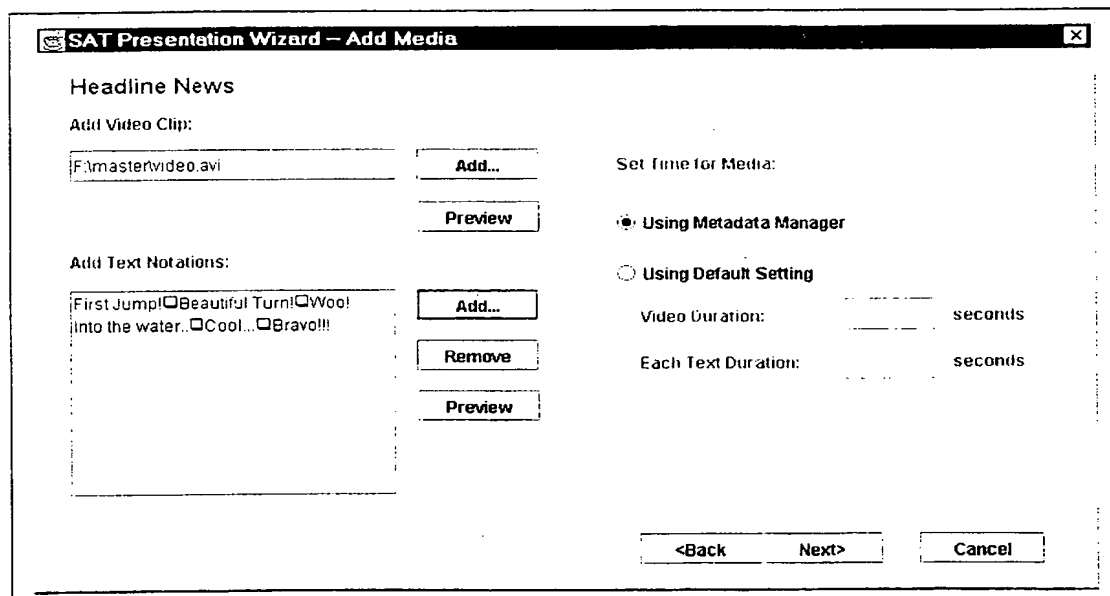 SAT Presentation Wizard – Add Media
Headline News
Add Video Clip:
F:\master\video.avi
Add...
Preview
Add Text Notations:
First Jump!□Beautiful Turn!□Woo!
Into the water..□Cool...□Bravo!!!
Add...
Remove
Preview
Set Time for Media:
Using Metadata Manager
Using Default Setting
Video Duration:
seconds
Each Text Duration:
seconds
<Back
Next>
Cancel